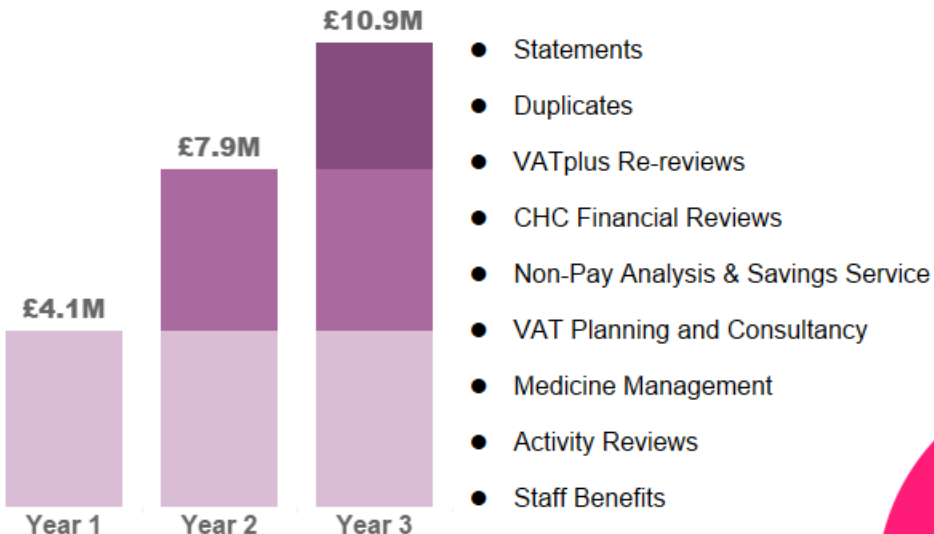 £10.9M
£7.9M
£4.1M
Year 1
Year 2
Year 3
● Statements
● Duplicates
● VATplus Re-reviews
● CHC Financial Reviews
● Non-Pay Analysis & Savings Service
● VAT Planning and Consultancy
● Medicine Management
● Activity Reviews
● Staff Benefits